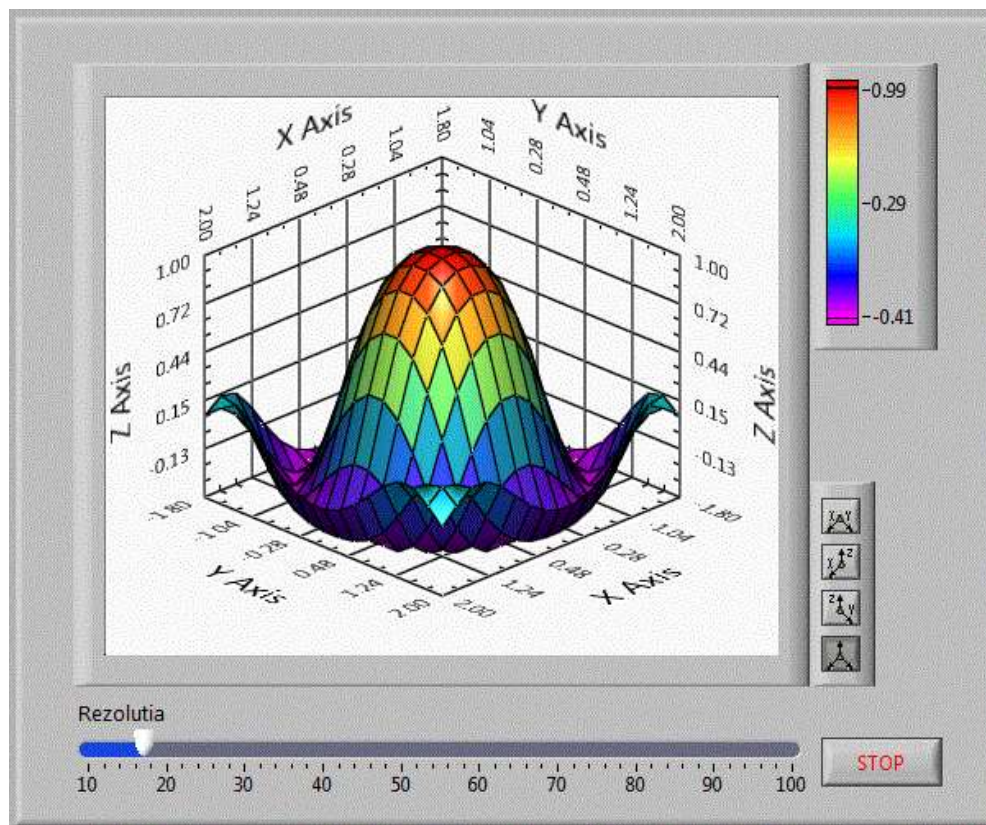 X Axis
Y Axis
2.00 1.24 0.48 0.28 1.04 1.80 1.04 0.28 0.48 1.24 2.00
1.00 1.00
0.72 0.72
0.44 0.44
0.15 0.15
-0.13 -0.13
Z Axis
Z Axis
-1.80 -1.04 -0.28 0.48 1.24 2.00
Y Axis
2.00 1.24 0.48 -0.28 -1.04 -1.80
X Axis
-0.99
-0.29
--0.41
X Y
X Z
Z Y
Rezolutia
10 20 30 40 50 60 70 80 90 100
STOP